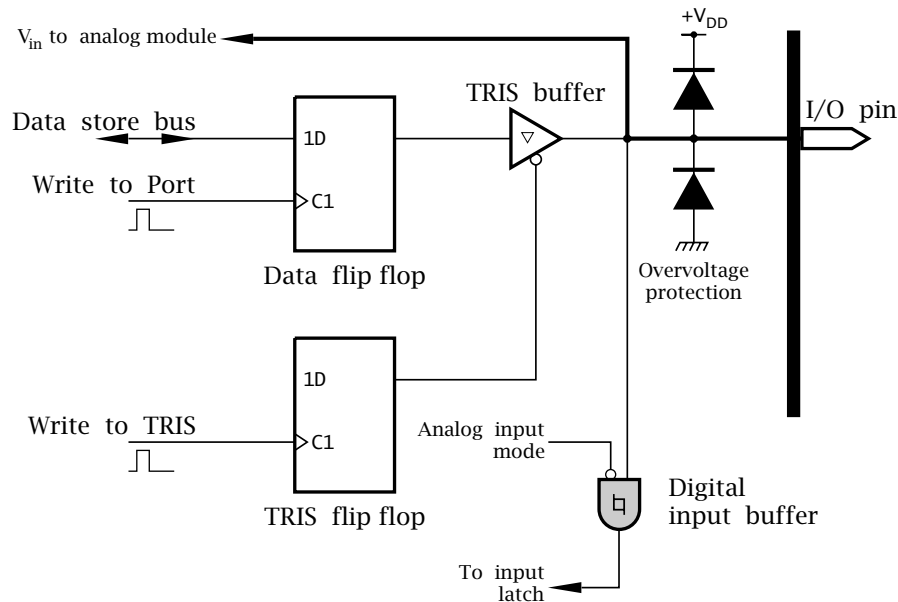 +VDD
Vin to analog module
TRIS buffer
I/O pin
Data store bus
1D
Write to Port
C1
Data flip flop
Overvoltage
protection
1D
Write to TRIS
C1
Analog input
mode
TRIS flip flop
Digital
input buffer
To input
latch